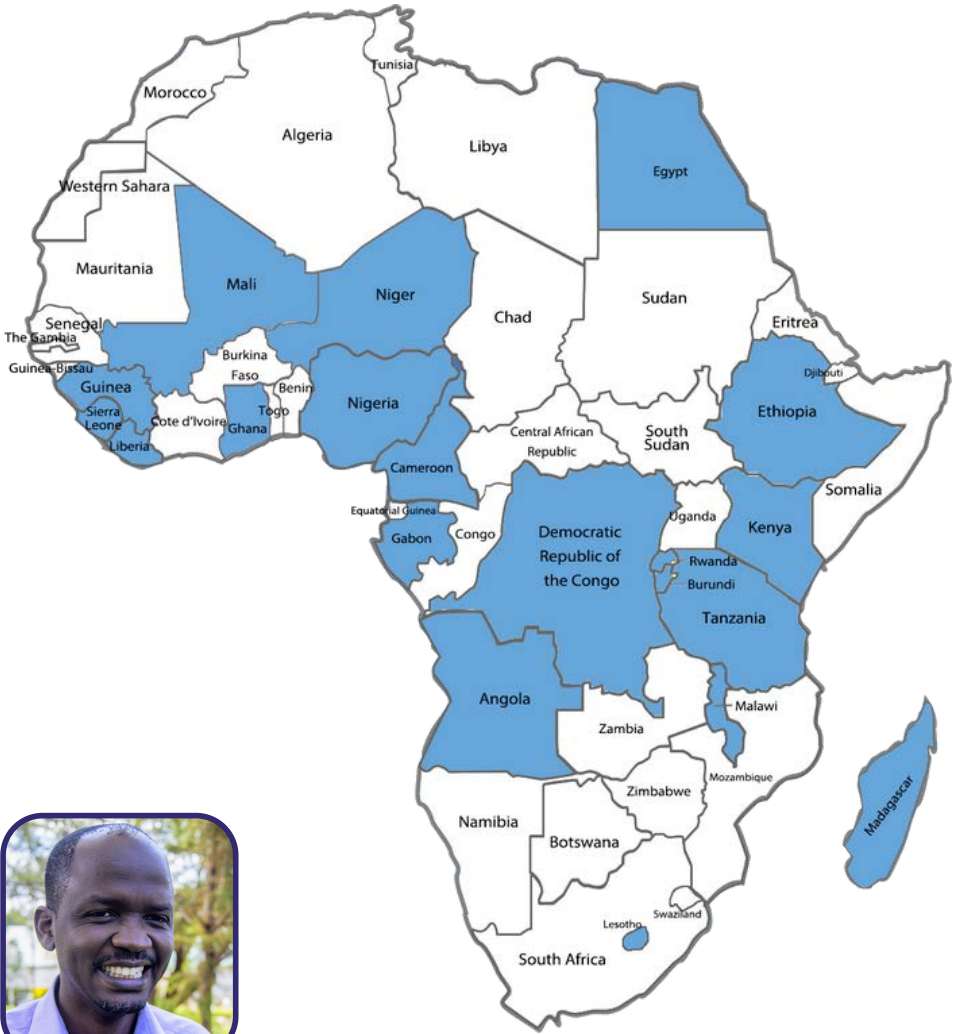 Tunisia
Morocco
Algeria
Libya
Egypt
Western Sahara
Mauritania
Mali
Niger
Chad
Sudan
Eritrea
Senegal
The Gambia
Guinea-Bissau
Guinea
Burkina
Faso
Benin
Djibouti
Sierra
Leone
Cote d'Ivoire
Ghana
Togo
Nigeria
Ethiopia
Liberia
Central African
Republic
South
Sudan
Cameroon
Somalia
Equatorial Guinea
Gabon
Congo
Democratic
Republic of
the Congo
Uganda
Kenya
Rwanda
Burundi
Tanzania
Angola
Malawi
Zambia
Mozambique
Zimbabwe
Madagascar
Namibia
Botswana
Swaziland
Lesotho
South Africa